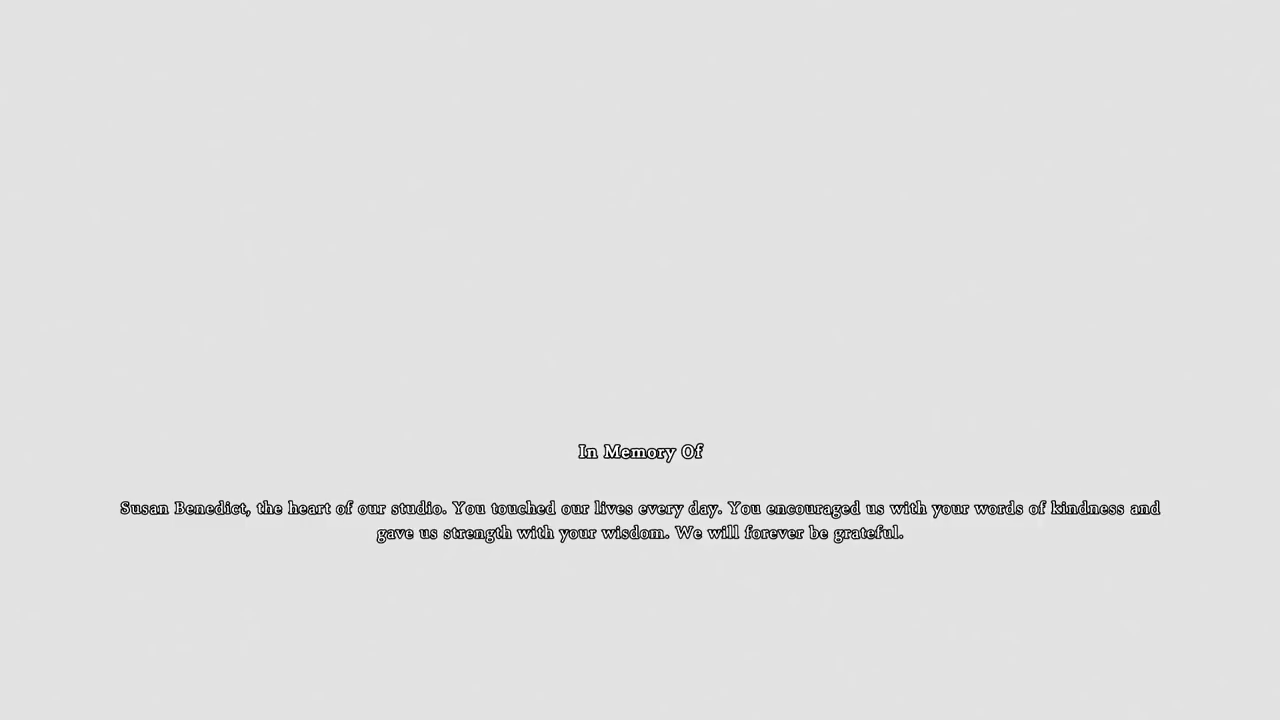 In Memory Of
Susan Benedict, the heart of our studio. You touched our lives every day. You encouraged us with your words of kindness and
gave us strength with your wisdom. We will forever be grateful.